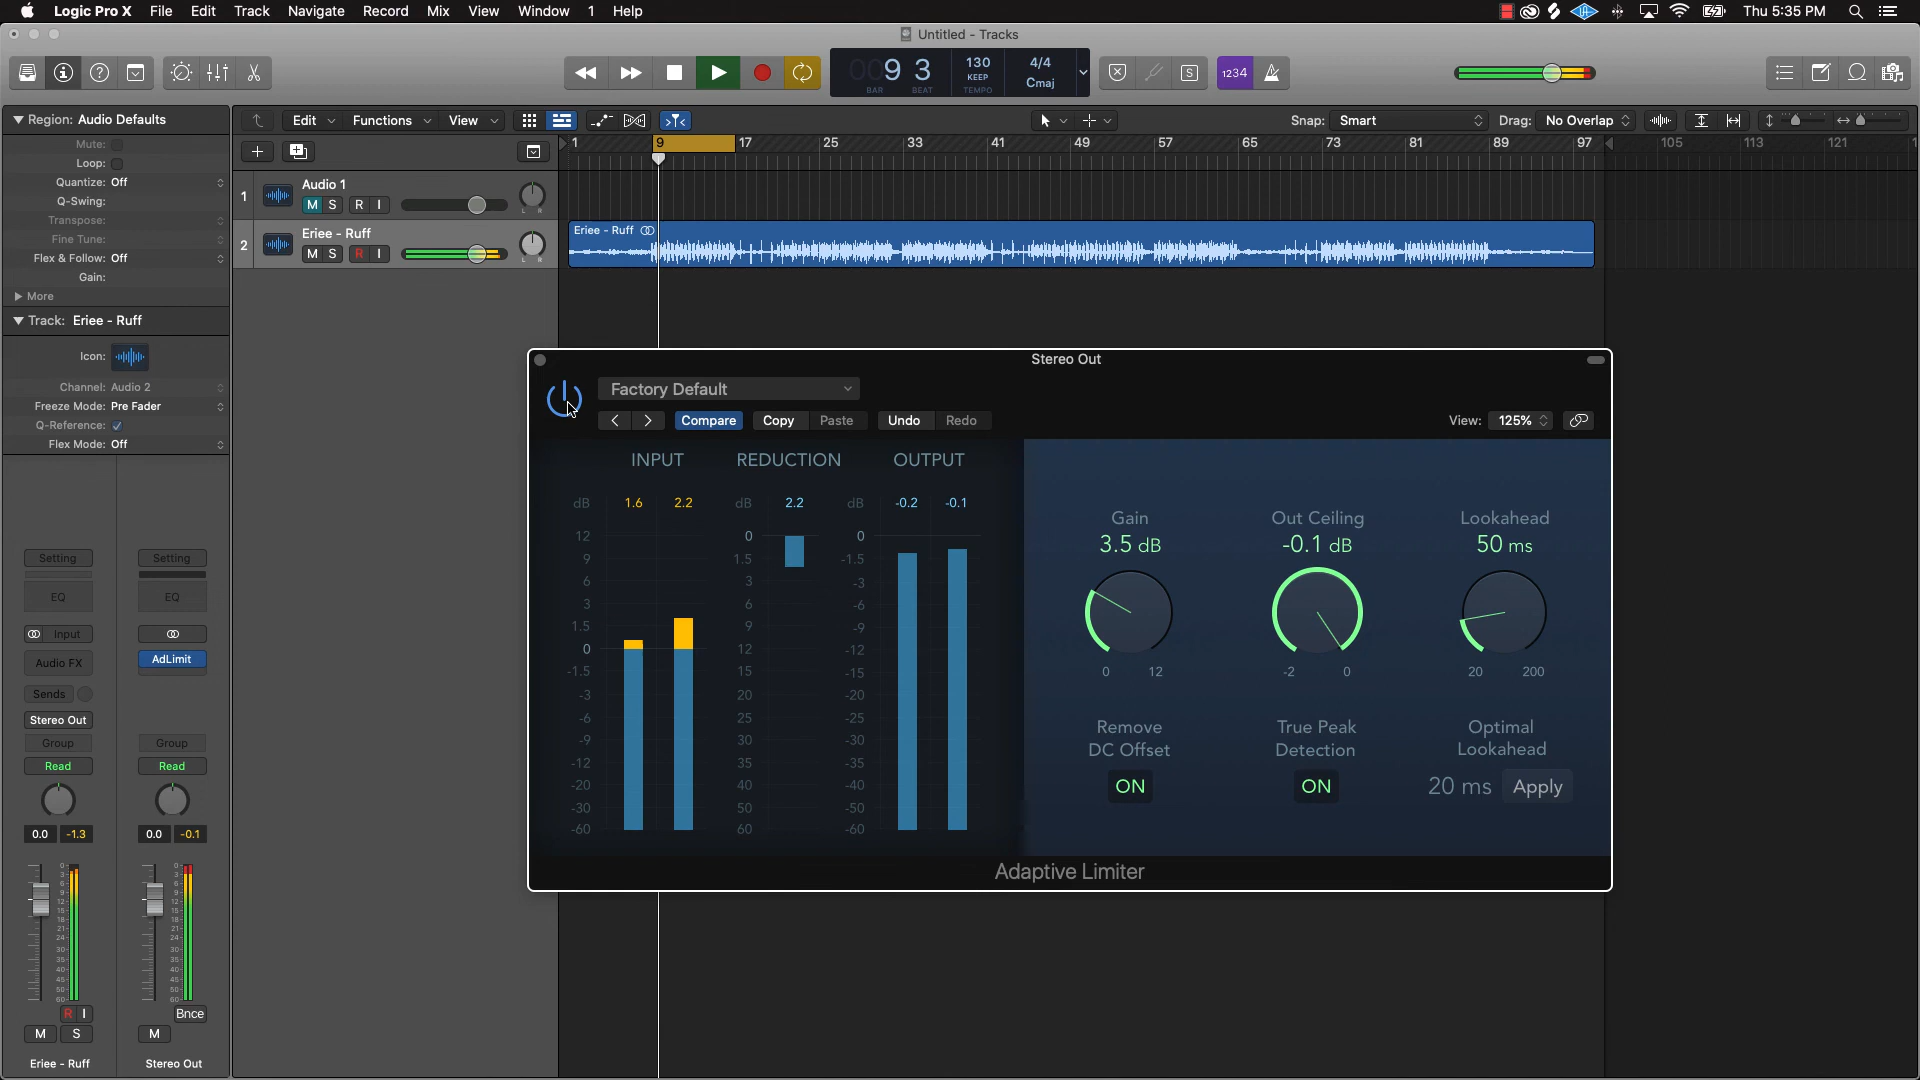 Logic Pro X File Edit Track Navigate Record Mix View Window 1 Help Thu 5:35 PM
Untitled - Tracks
9 3 130 4/4
KEEP Cmaj
BAR BEAT TEMPO
1234
Region: Audio Defaults
Mute:
Loop:
Quantize: Off
Q-Swing:
Transpose:
Fine Tune:
Flex & Follow: Off
Gain:
More
Track: Eriee - Ruff
Icon:
Channel: Audio 2
Freeze Mode: Pre Fader
Q-Reference:
Flex Mode: Off
Edit Functions View
Snap: Smart Drag: No Overlap
1 9 17 25 33 41 49 57 65 73 81 89 97 105 113 121
1 Audio 1
M S R I
L R
2 Eriee - Ruff
M S R I
L R
Eriee - Ruff
Stereo Out
Factory Default
Compare Copy Paste Undo Redo
View: 125%
INPUT REDUCTION OUTPUT
dB 1.6 2.2 dB 2.2 dB -0.2 -0.1
12 0 0
9 1.5 -1.5
6 3 -3
3 6 -6
1.5 9 -9
0 12 -12
-1.5 15 -15
-3 20 -20
-6 25 -25
-9 30 -30
-12 35 -35
-20 40 -40
-30 50 -50
-60 60 -60
Gain Out Ceiling Lookahead
3.5 dB -0.1 dB 50 ms
0 12 -2 0 20 200
Remove DC Offset
True Peak Detection
Optimal Lookahead
ON ON 20 ms Apply
Adaptive Limiter
Setting Setting
EQ EQ
Input
Audio FX AdLimit
Sends
Stereo Out
Group Group
Read Read
0.0 -1.3 0.0 -0.1
R I Bnce
M S M
Eriee - Ruff Stereo Out